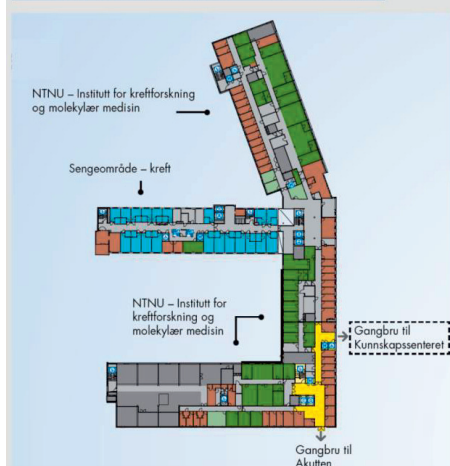 NTNU – Institutt for kreftforskning
og molekylær medisin
Sengeområde – kreft
NTNU – Institutt for
kreftforskning og
molekylær medisin
Gangbru til
Kunnskapssenteret
Gangbru til
Akutten